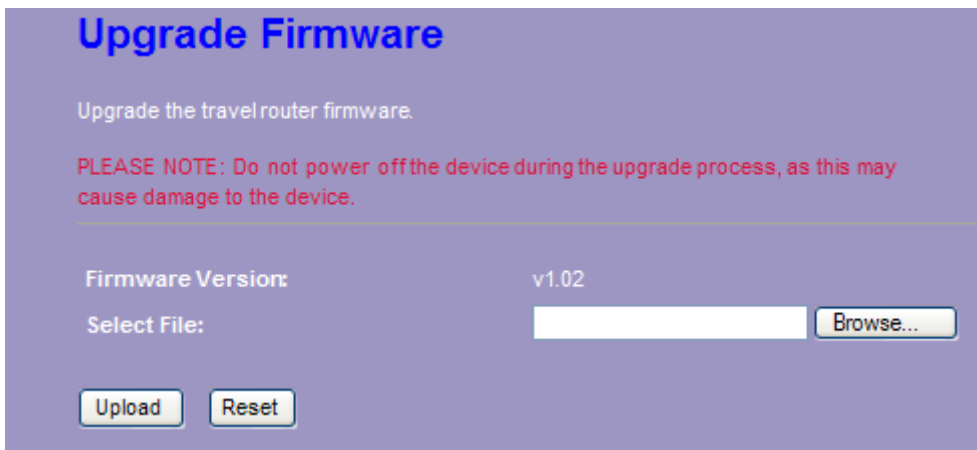 Upgrade Firmware
Upgrade the travel router firmware.
PLEASE NOTE: Do not power off the device during the upgrade process, as this may
cause damage to the device.
Firmware Version: v1.02
Select File: Browse...
Upload Reset